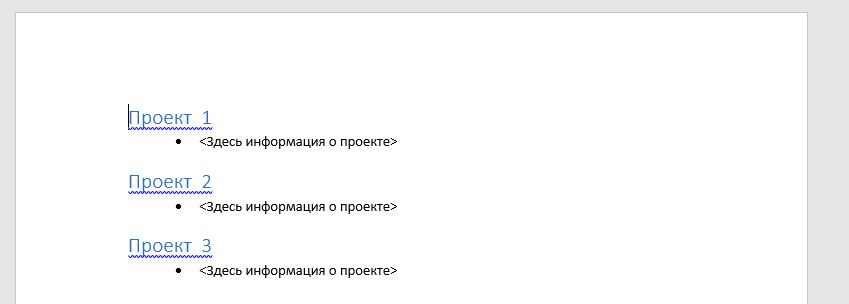 Проект  1
• <Здесь информация о проекте>
Проект  2
• <Здесь информация о проекте>
Проект  3
• <Здесь информация о проекте>